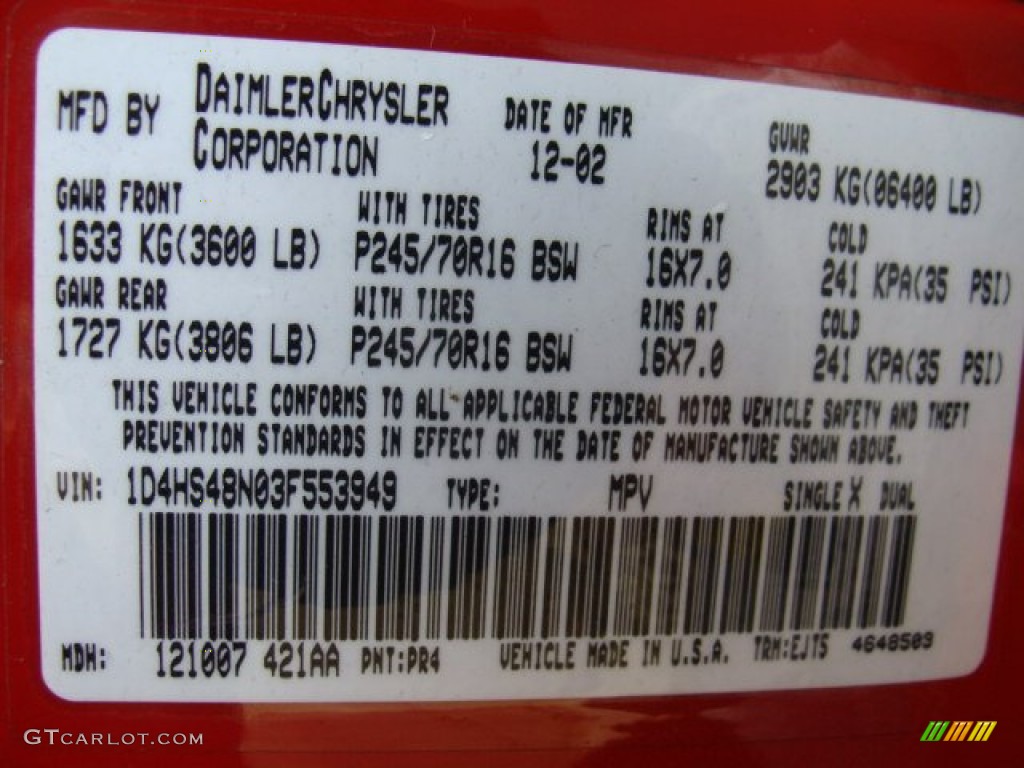 MFD BY DAIMLERCHRYSLER CORPORATION DATE OF MFR 12-02 GVWR 2903 KG(06400 LB)
GAWR FRONT WITH TIRES RIMS AT COLD
1633 KG(3600 LB) P245/70R16 BSW 16X7.0 241 KPA(35 PSI)
GAWR REAR WITH TIRES RIMS AT COLD
1727 KG(3806 LB) P245/70R16 BSW 16X7.0 241 KPA(35 PSI)
THIS VEHICLE CONFORMS TO ALL APPLICABLE FEDERAL MOTOR VEHICLE SAFETY AND THEFT
PREVENTION STANDARDS IN EFFECT ON THE DATE OF MANUFACTURE SHOWN ABOVE.
VIN: 1D4HS48N03F553949 TYPE: MPV SINGLE X DUAL
MDH: 121007 421AA PNT:PR4 VEHICLE MADE IN U.S.A. TRM:EJT5 4648503
GTCARLOT.COM